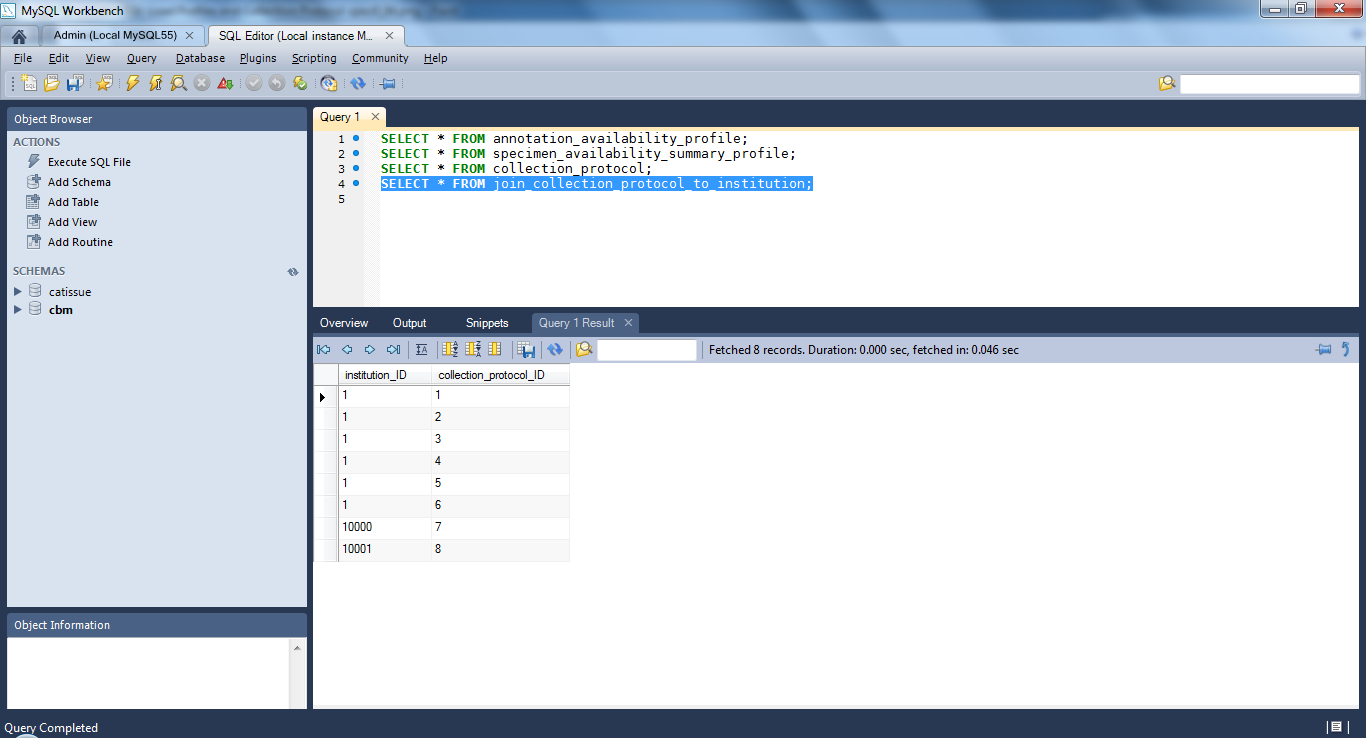 MySQL Workbench
Admin (Local MySQL55)
SQL Editor (Local instance M...
File Edit View Query Database Plugins Scripting Community Help
Object Browser
ACTIONS
Execute SQL File
Add Schema
Add Table
Add View
Add Routine
SCHEMAS
catissue
cbm
Object Information
Query 1
1 SELECT * FROM annotation_availability_profile;
2 SELECT * FROM specimen_availability_summary_profile;
3 SELECT * FROM collection_protocol;
4 SELECT * FROM join_collection_protocol_to_institution;
5
Overview Output Snippets Query 1 Result
Fetched 8 records. Duration: 0.000 sec, fetched in: 0.046 sec
institution_ID collection_protocol_ID
1 1
1 2
1 3
1 4
1 5
1 6
10000 7
10001 8
Query Completed